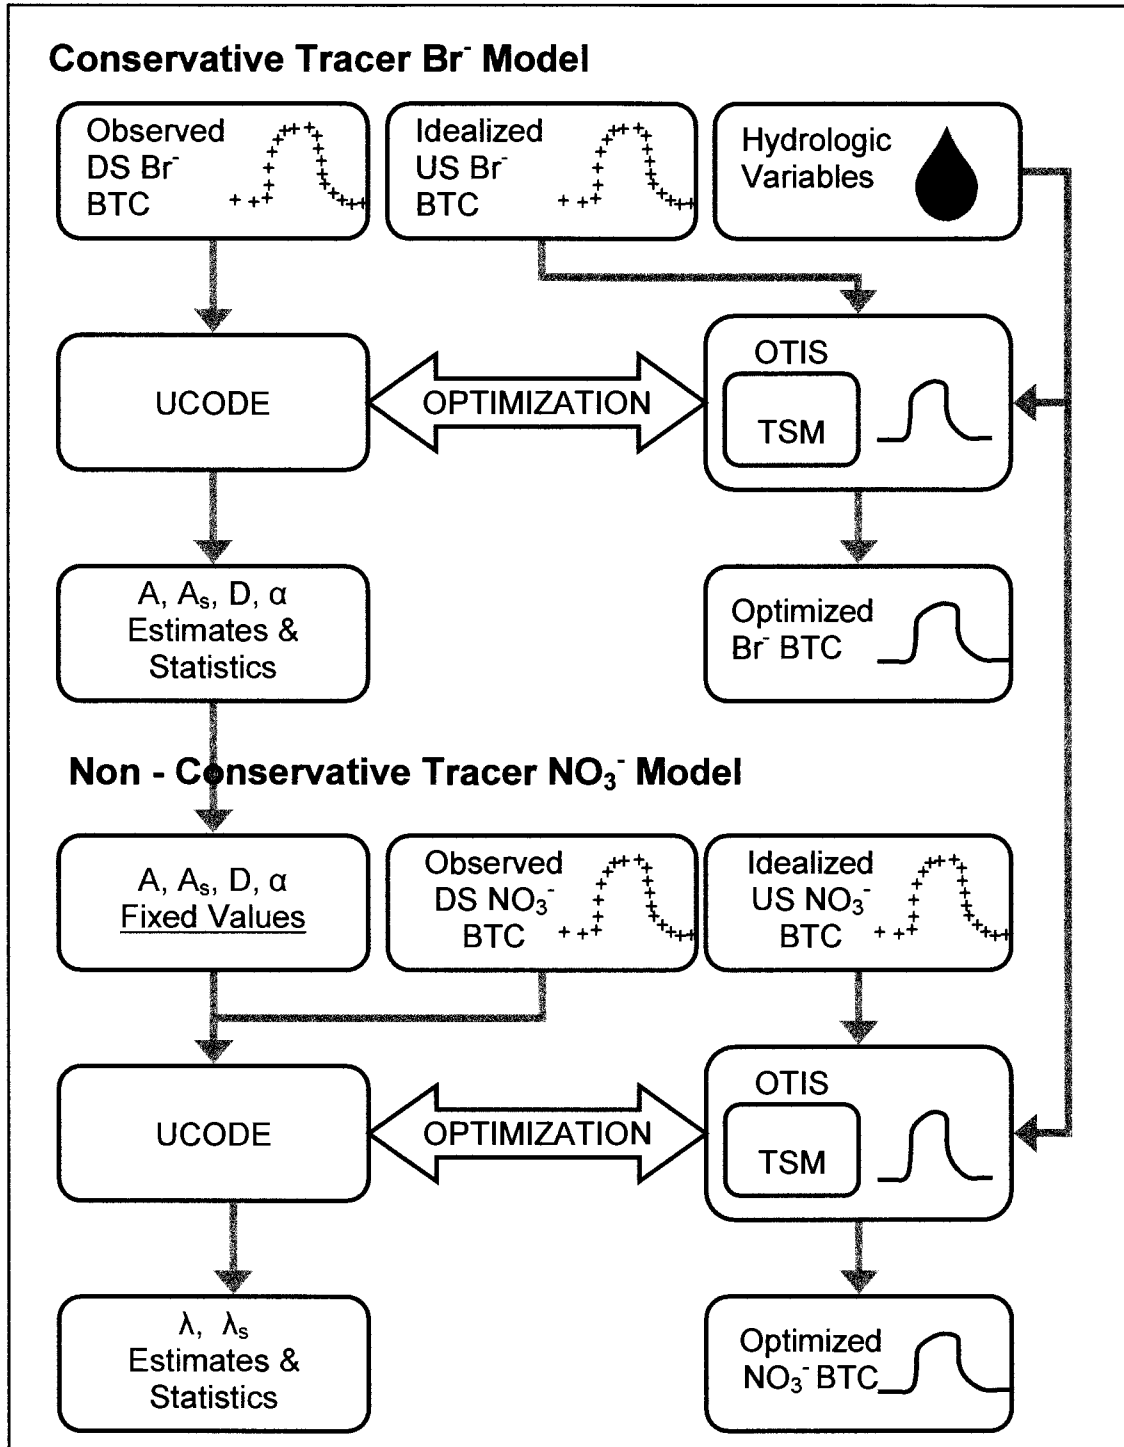 Conservative Tracer Br⁻ Model
Observed
DS Br⁻
BTC
Idealized
US Br⁻
BTC
Hydrologic
Variables
UCODE
OPTIMIZATION
OTIS
TSM
A, Aₛ, D, α
Estimates &
Statistics
Optimized
Br⁻ BTC
Non - Conservative Tracer NO₃⁻ Model
A, Aₛ, D, α
Fixed Values
Observed
DS NO₃⁻
BTC
Idealized
US NO₃⁻
BTC
UCODE
OPTIMIZATION
OTIS
TSM
λ, λₛ
Estimates &
Statistics
Optimized
NO₃⁻ BTC